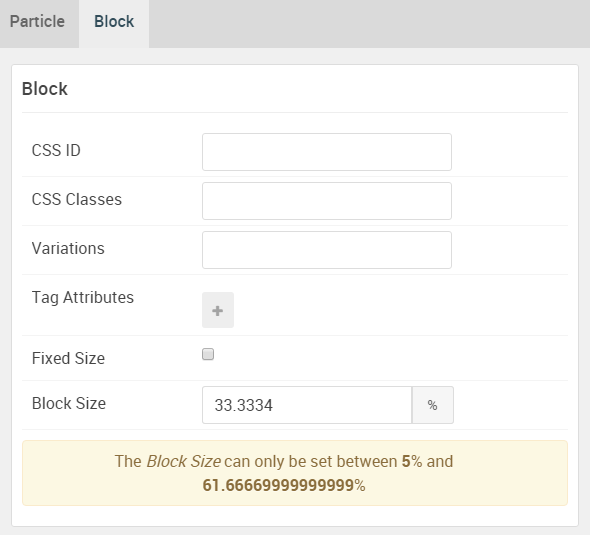 Particle Block
Block
CSS ID
CSS Classes
Variations
Tag Attributes
+
Fixed Size
Block Size 33.3334 %
The Block Size can only be set between 5% and
61.66669999999999%